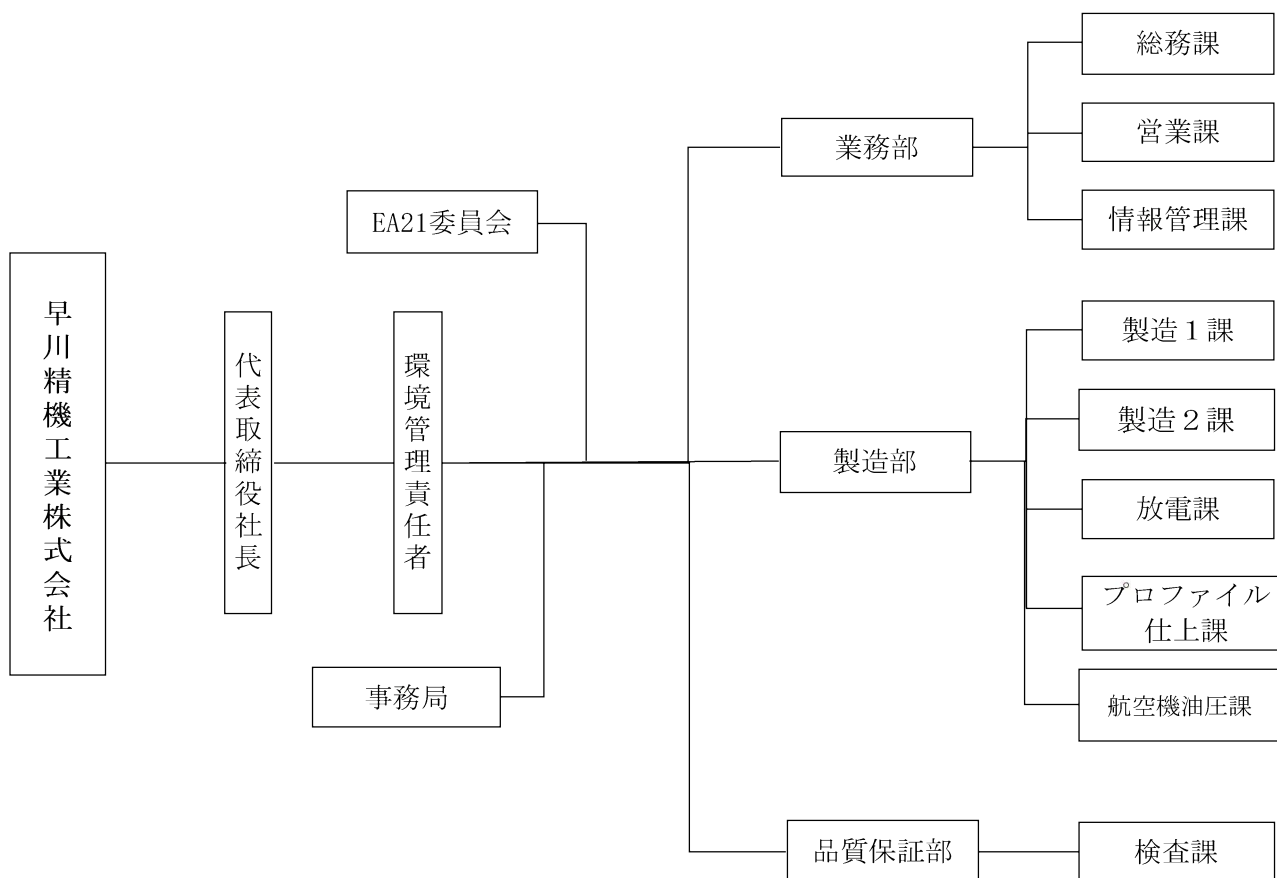 早川精機工業株式会社
代表取締役社長
環境管理責任者
EA21委員会
事務局
業務部
総務課
営業課
情報管理課
製造部
製造１課
製造２課
放電課
プロファイル
仕上課
航空機油圧課
品質保証部
検査課